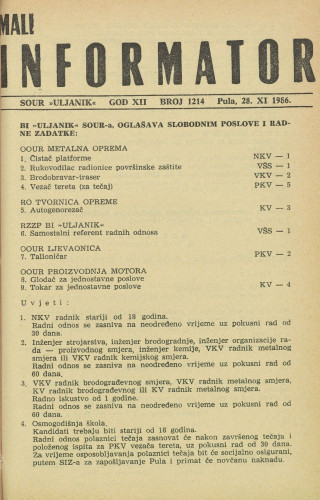 MALI
INFORMATOR
SOUR »ULJANIK« GOD XII BROJ 1214 Pula, 28. XI 1986.
BI »ULJANIK« SOUR-a, OGLAŠAVA SLOBODNIM POSLOVE I RAD-
NE ZADATKE:
OOUR METALNA OPREMA
1. Čistač platforme NKV — 1
2. Rukovodilac radionice površinske zaštite VŠS — 1
3. Brodobravar-traser VKV — 2
4. Vezač tereta (za tečaj) PKV — 5
RO TVORNICA OPREME
5. Autogenorezač KV — 3
RZZP BI »ULJANIK«
6. Samostalni referent radnih odnosa VŠS — 1
OOUR LJEVAONICA
7. Talioničar PKV — 2
OOUR PROIZVODNJA MOTORA
8. Glodač za jednostavne poslove
9. Tokar za jednostavne poslove KV — 4
Uvjeti:
1. NKV radnik stariji od 18 godina.
Radni odnos se zasniva na neodređeno vrijeme uz pokusni rad od
30 dana.
2. Inženjer strojarstva, inženjer brodogradnje, inženjer organizacije ra-
da — proizvodnog smjera, inženjer kemije, VKV radnik metalnog
smjera ili VKV radnik kemijskog smjera.
Radni odnos se zasniva na neodređeno vrijeme uz pokusni rad od
60 dana.
3. VKV radnik brodograđevnog smjera, VKV radnik metalnog smjera,
KV radnik brodograđevnog ili KV radnik metalnog smjera.
Radno iskustvo od 1 godine.
Radni odnos se zasniva na neodređeno vrijeme, uz pokusni rad od
60 dana.
4. Osmogodišnja škola.
Kandidati trebaju biti stariji od 18 godina.
Radni odnos polaznici tečaja zasnovat će nakon završenog tečaja i
položenog ispita za PKV vezača, uz pokusni rad od 30 dana.
Za vrijeme osposobljavanja polaznici tečaja bit će socijalno osigurani,
putem SIZ-a za zapošljavanje Pula i primat će novčanu naknadu.